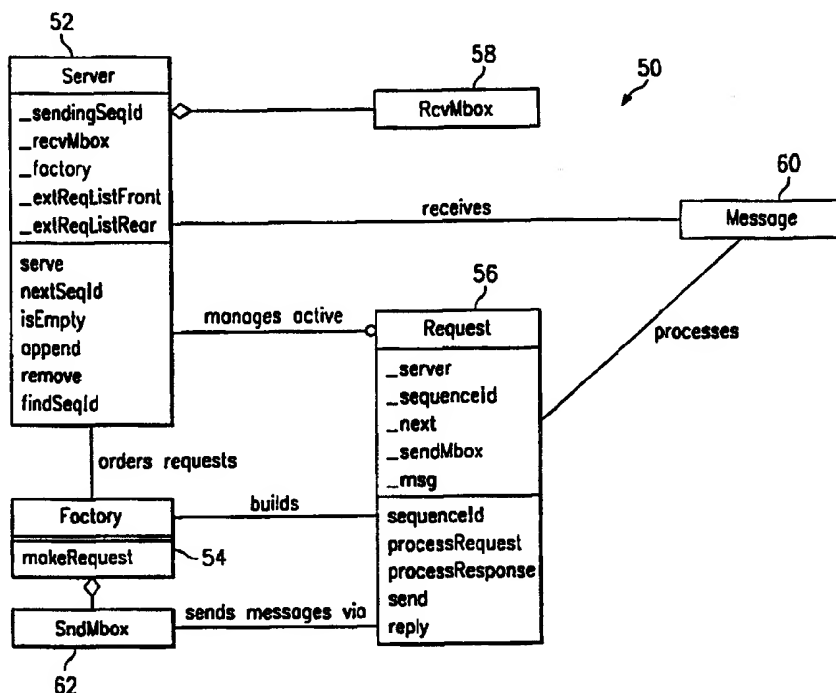 52
Server
_sendingSeqId
_recvMbox
_factory
_extReqListFront
_extReqListRear
serve
nextSeqId
isEmpty
append
remove
findSeqId
58
RcvMbox
50
receives
60
Message
manages active
56
Request
_server
_sequenceId
_next
_sendMbox
_msg
sequenceId
processRequest
processResponse
send
reply
processes
orders requests
Factory
makeRequest
54
builds
SndMbox
62
sends messages via